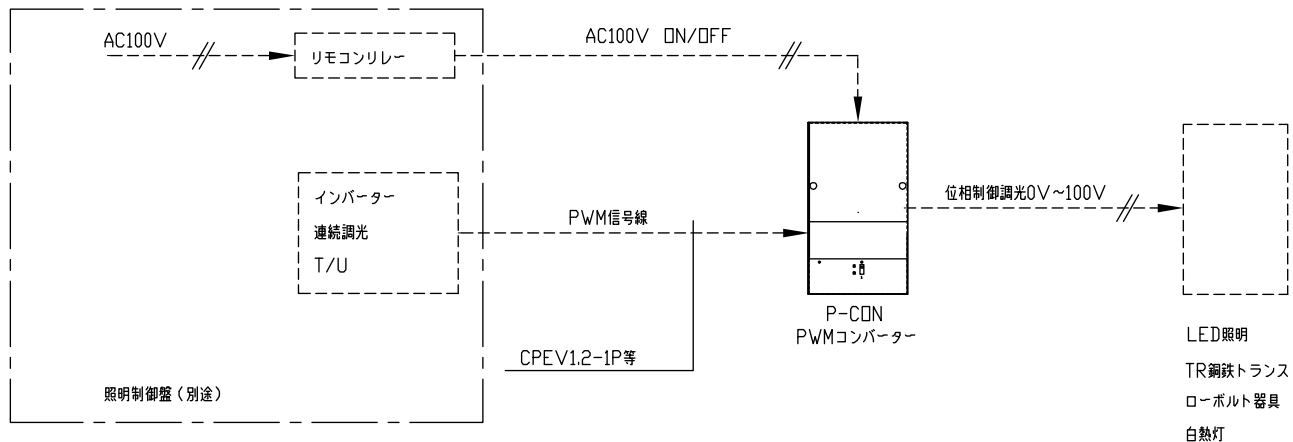 AC100V
リモコンリレー
AC100V ON/OFF
インバーター
連続調光
T/U
PWM信号線
位相制御調光0V~100V
P-CON
PWMコンバーター
CPEV1.2-1P等
照明制御盤(別途)
LED照明
TR銅鉄トランス
ローボルト器具
白熱灯